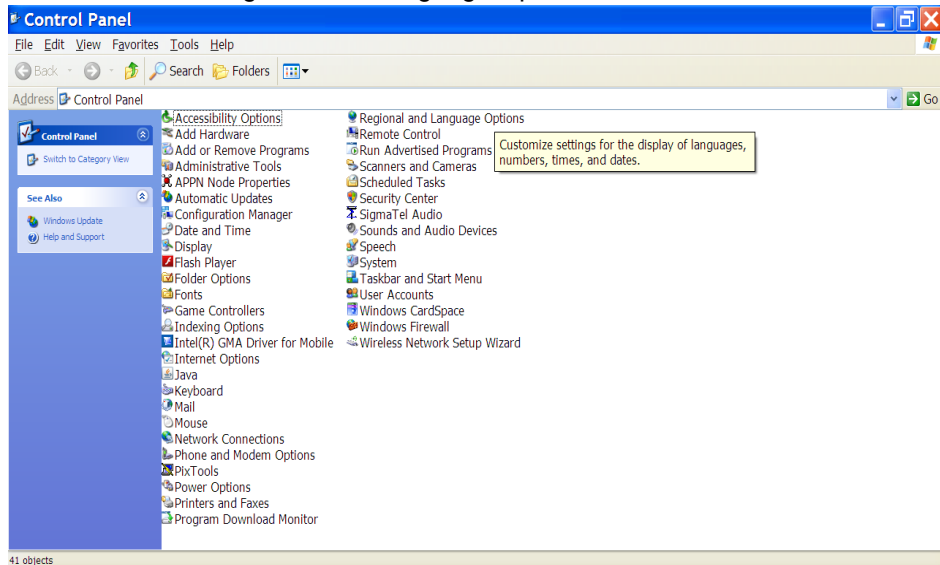 Control Panel
File Edit View Favorites Tools Help
Back Search Folders
Address Control Panel Go
Control Panel
Switch to Category View
See Also
Windows Update
Help and Support
Accessibility Options
Add Hardware
Add or Remove Programs
Administrative Tools
APPN Node Properties
Automatic Updates
Configuration Manager
Date and Time
Display
Flash Player
Folder Options
Fonts
Game Controllers
Indexing Options
Intel(R) GMA Driver for Mobile
Internet Options
Java
Keyboard
Mail
Mouse
Network Connections
Phone and Modem Options
PixTools
Power Options
Printers and Faxes
Program Download Monitor
Regional and Language Options
Remote Control
Run Advertised Programs
Scanners and Cameras
Scheduled Tasks
Security Center
SigmaTel Audio
Sounds and Audio Devices
Speech
System
Taskbar and Start Menu
User Accounts
Windows CardSpace
Windows Firewall
Wireless Network Setup Wizard
Customize settings for the display of languages,
numbers, times, and dates.
41 objects